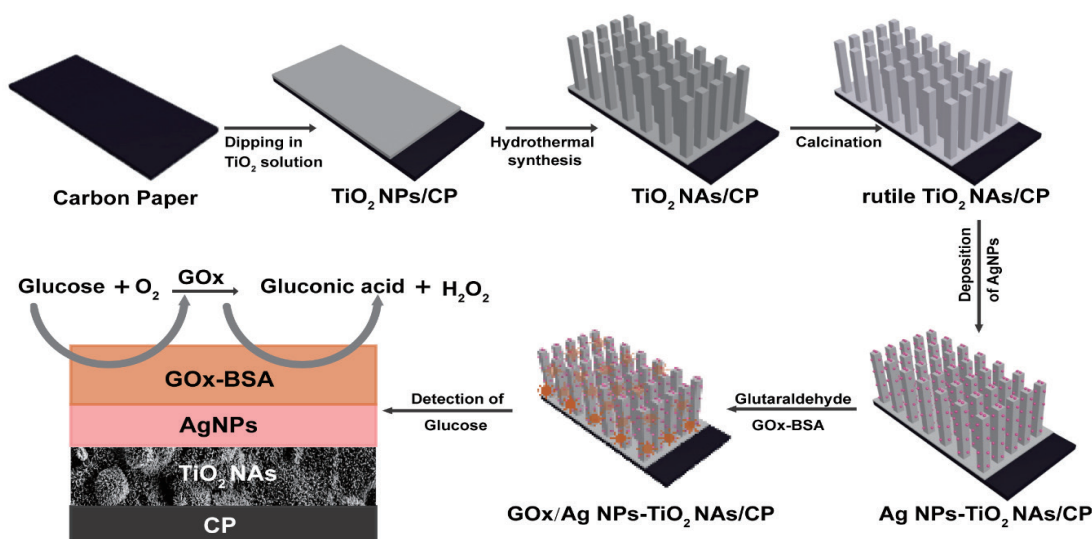 Carbon Paper
Dipping in
TiO₂ solution
TiO₂ NPs/CP
Hydrothermal
synthesis
TiO₂ NAs/CP
Calcination
rutile TiO₂ NAs/CP
Deposition
of AgNPs
Ag NPs-TiO₂ NAs/CP
Glutaraldehyde
GOx-BSA
GOx/Ag NPs-TiO₂ NAs/CP
Detection of
Glucose
Glucose + O₂ GOx Gluconic acid + H₂O₂
GOx-BSA
AgNPs
TiO₂ NAs
CP